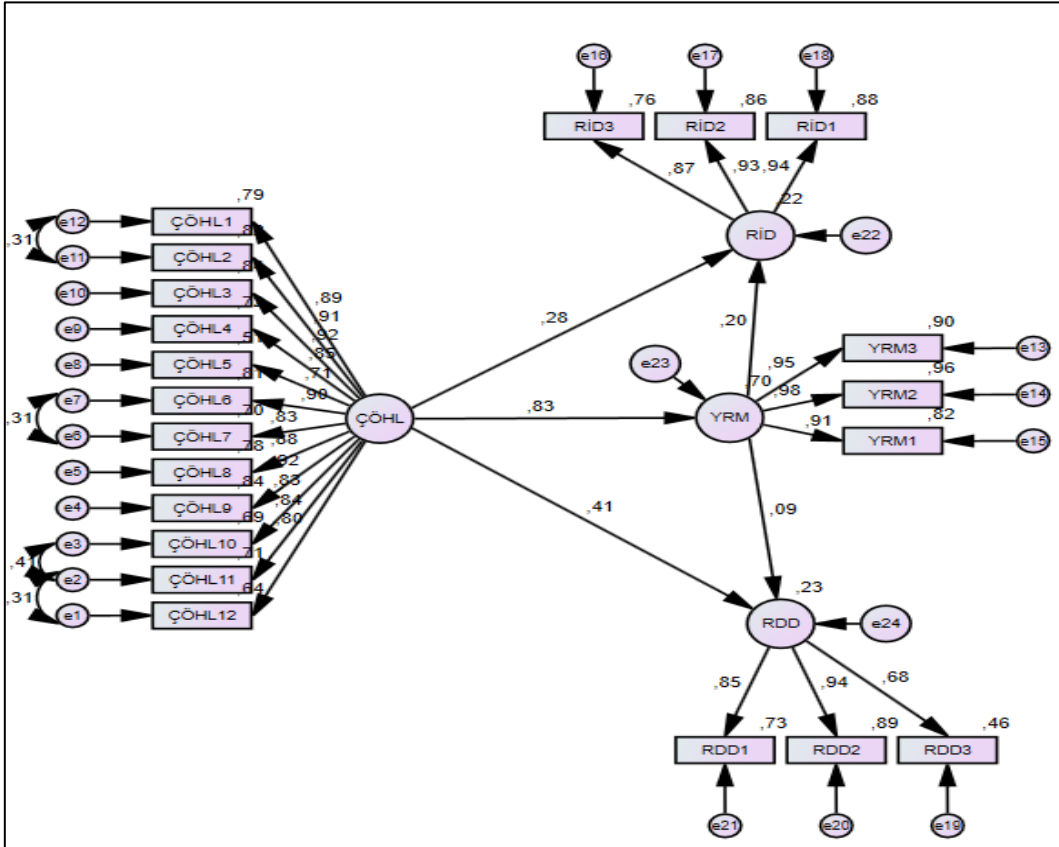 e16 e17 e18
,76 ,86 ,88
RİD3 RİD2 RİD1
,87 ,93 ,94
,22
RİD e22
,79
e12 ÇÖHL1
,31
e11 ÇÖHL2
e10 ÇÖHL3
e9 ÇÖHL4
e8 ÇÖHL5
,81
e7 ÇÖHL6
,31 ,70
e6 ÇÖHL7
,78
e5 ÇÖHL8
,84
e4 ÇÖHL9
,69
e3 ÇÖHL10
,41 ,71
e2 ÇÖHL11
,31 ,64
e1 ÇÖHL12
,89
,91
,92
,85
,71
,90
,83
,88
,92
,83
,84
,80
ÇÖHL
,28
,83
,41
,20
e23
,70
YRM
,95
,98
,91
,90
YRM3 e13
,96
YRM2 e14
,82
YRM1 e15
,09
,23
RDD e24
,85 ,94 ,68
,73 ,89 ,46
RDD1 RDD2 RDD3
e21 e20 e19